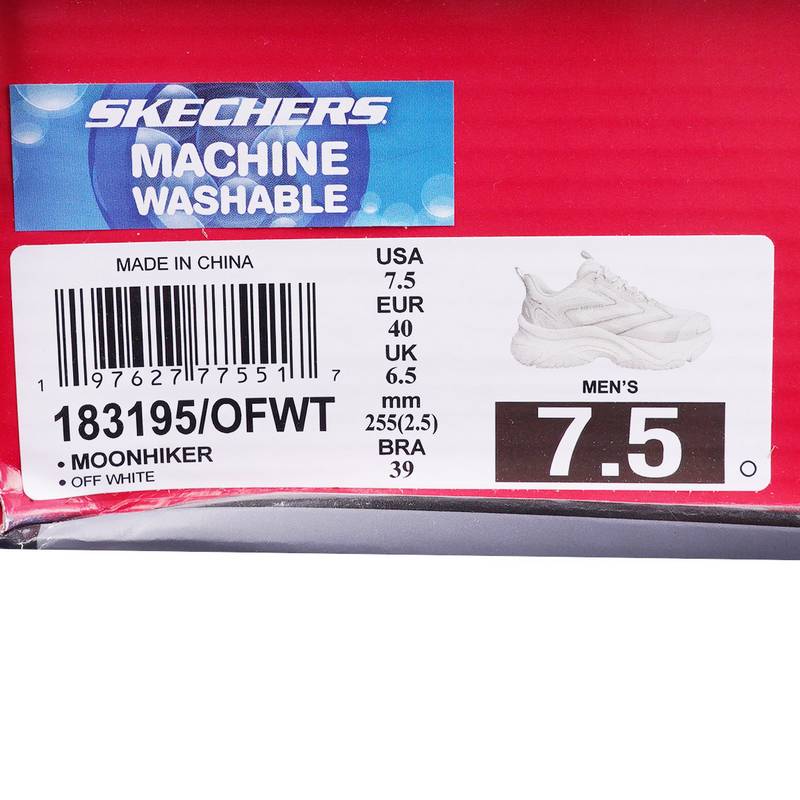 SKECHERS
MACHINE
WASHABLE
MADE IN CHINA
1 97627 77551 7
183195/OFWT
• MOONHIKER
• OFF WHITE
USA
7.5
EUR
40
UK
6.5
mm
255(2.5)
BRA
39
MEN'S
7.5